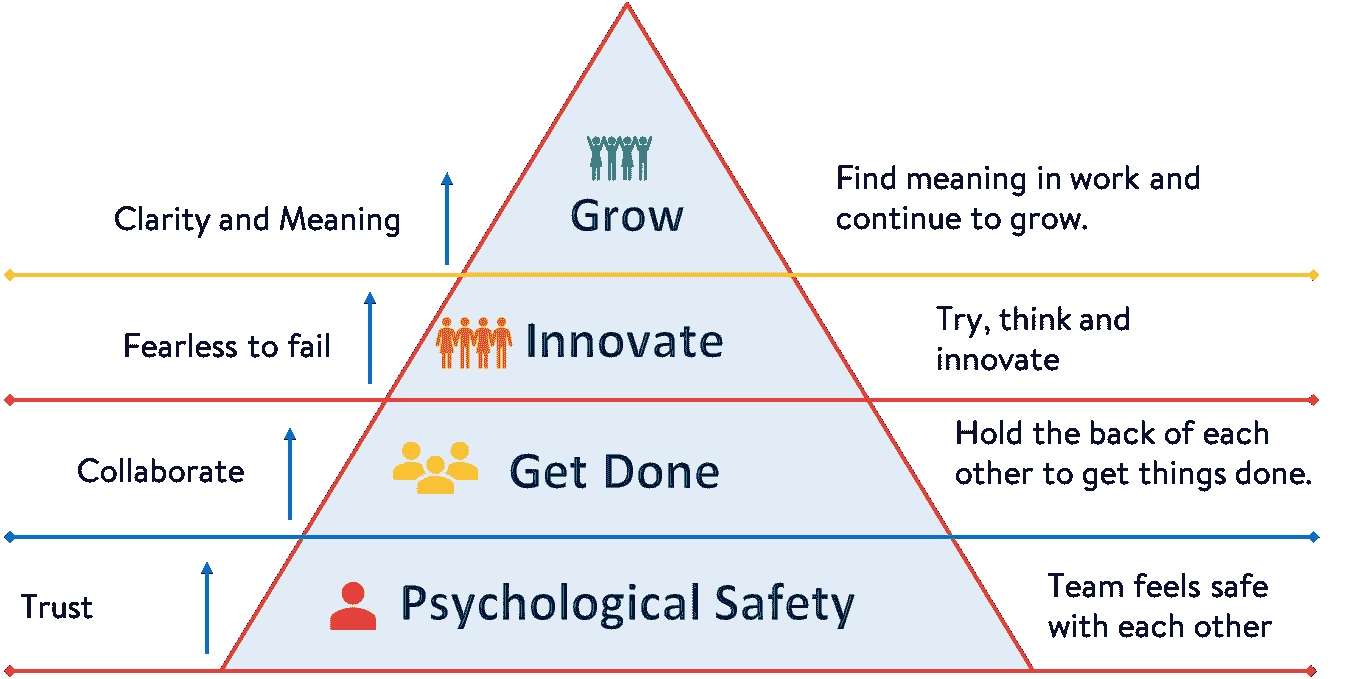 Clarity and Meaning
Grow
Find meaning in work and
continue to grow.
Fearless to fail
Innovate
Try, think and
innovate
Collaborate
Get Done
Hold the back of each
other to get things done.
Trust
Psychological Safety
Team feels safe
with each other